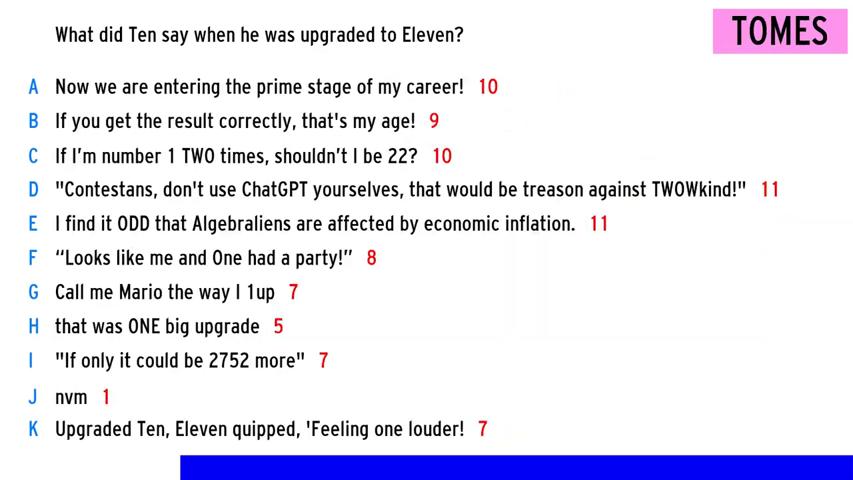 What did Ten say when he was upgraded to Eleven?
TOMES
A Now we are entering the prime stage of my career! 10
B If you get the result correctly, that's my age! 9
C If I’m number 1 TWO times, shouldn’t I be 22? 10
D "Contestans, don't use ChatGPT yourselves, that would be treason against TWOWkind!" 11
E I find it ODD that Algebraliens are affected by economic inflation. 11
F “Looks like me and One had a party!” 8
G Call me Mario the way I 1up 7
H that was ONE big upgrade 5
I "If only it could be 2752 more" 7
J nvm 1
K Upgraded Ten, Eleven quipped, 'Feeling one louder! 7